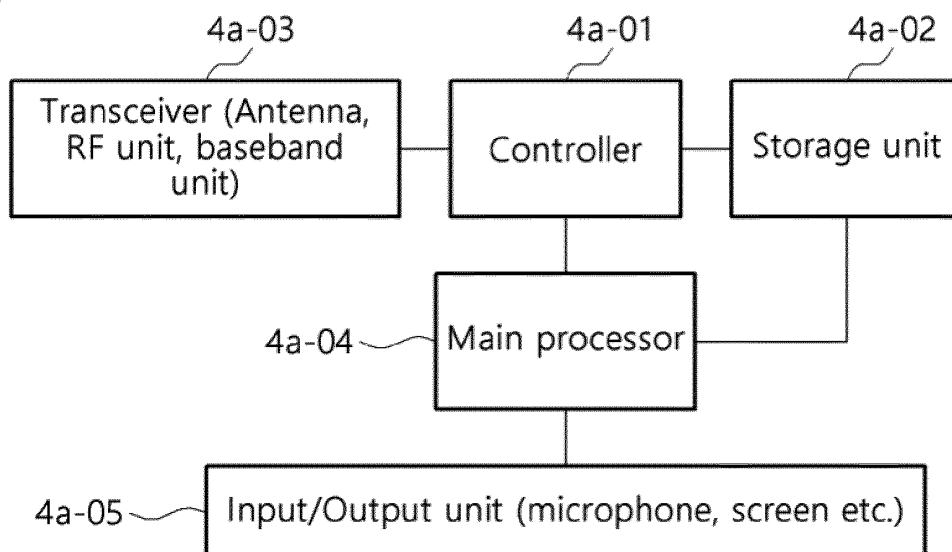 4a-03
4a-01
4a-02
Transceiver (Antenna,
RF unit, baseband
unit)
Controller
Storage unit
4a-04
Main processor
4a-05
Input/Output unit (microphone, screen etc.)